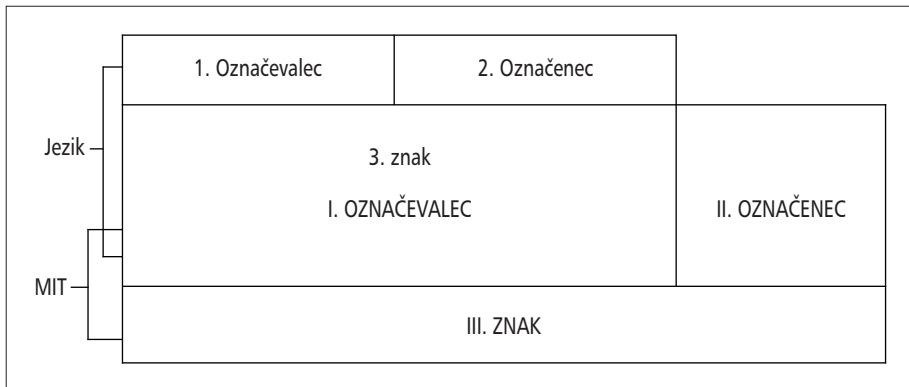 1. Označevalec
2. Označenec
Jezik
3. znak
I. OZNAČEVALEC
II. OZNAČENEC
MIT
III. ZNAK